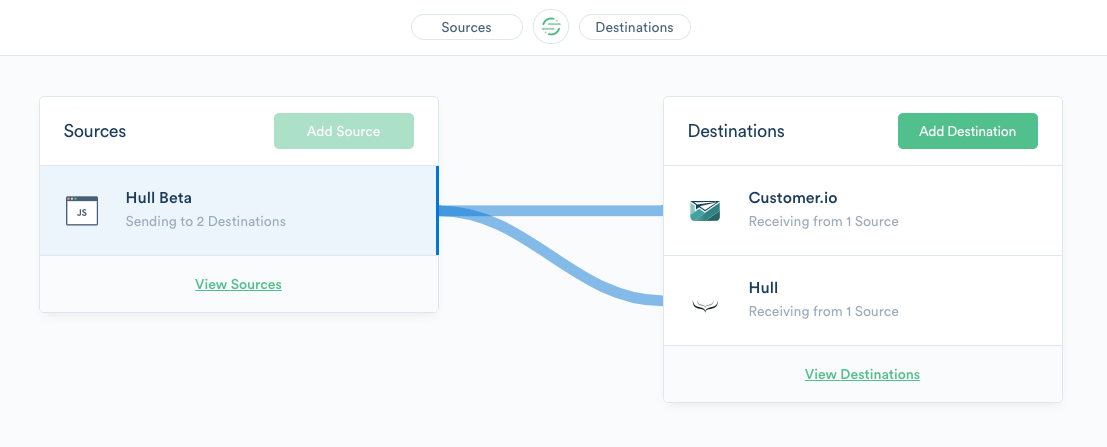 Sources
Destinations
Sources
Add Source
JS
Hull Beta
Sending to 2 Destinations
View Sources
Destinations
Add Destination
Customer.io
Receiving from 1 Source
Hull
Receiving from 1 Source
View Destinations